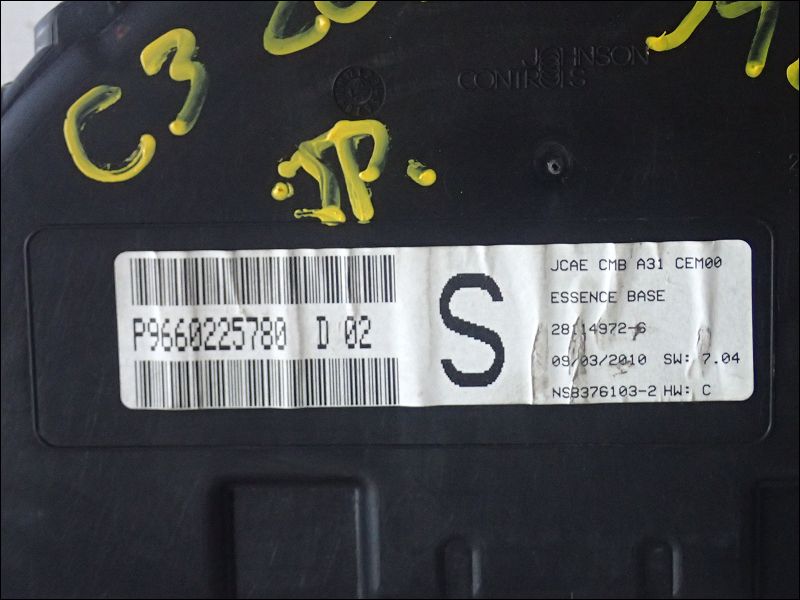 C3
JOHNSON
CONTROLS
P9660225780 D 02
S
JCAE CMB A31 CEM00
ESSENCE BASE
28114972-6
09/03/2010 SW: 7.04
NSB376103-2 HW: C